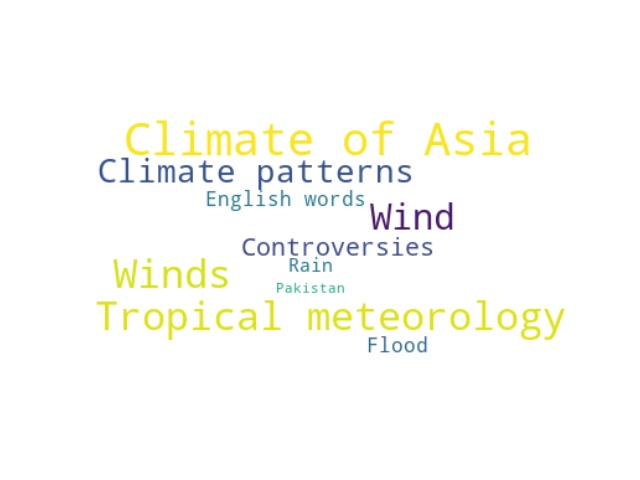 Climate of Asia
Climate patterns
English words
Wind
Controversies
Rain
Winds
Pakistan
Tropical meteorology
Flood